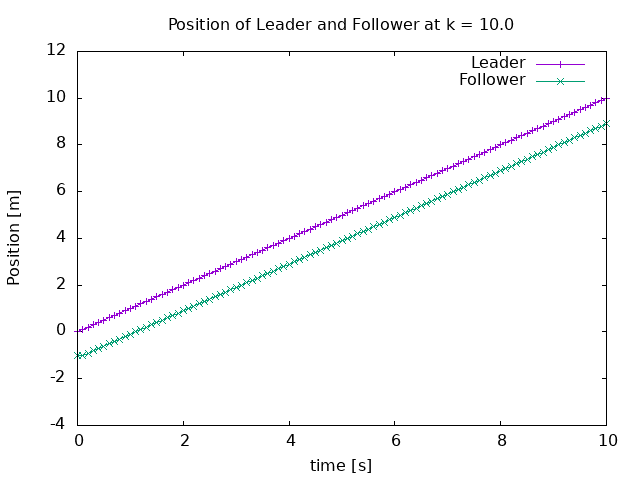 Position of Leader and Follower at k = 10.0
12
10
8
6
4
2
0
-2
-4
Position [m]
Leader
Follower
0 2 4 6 8 10
time [s]